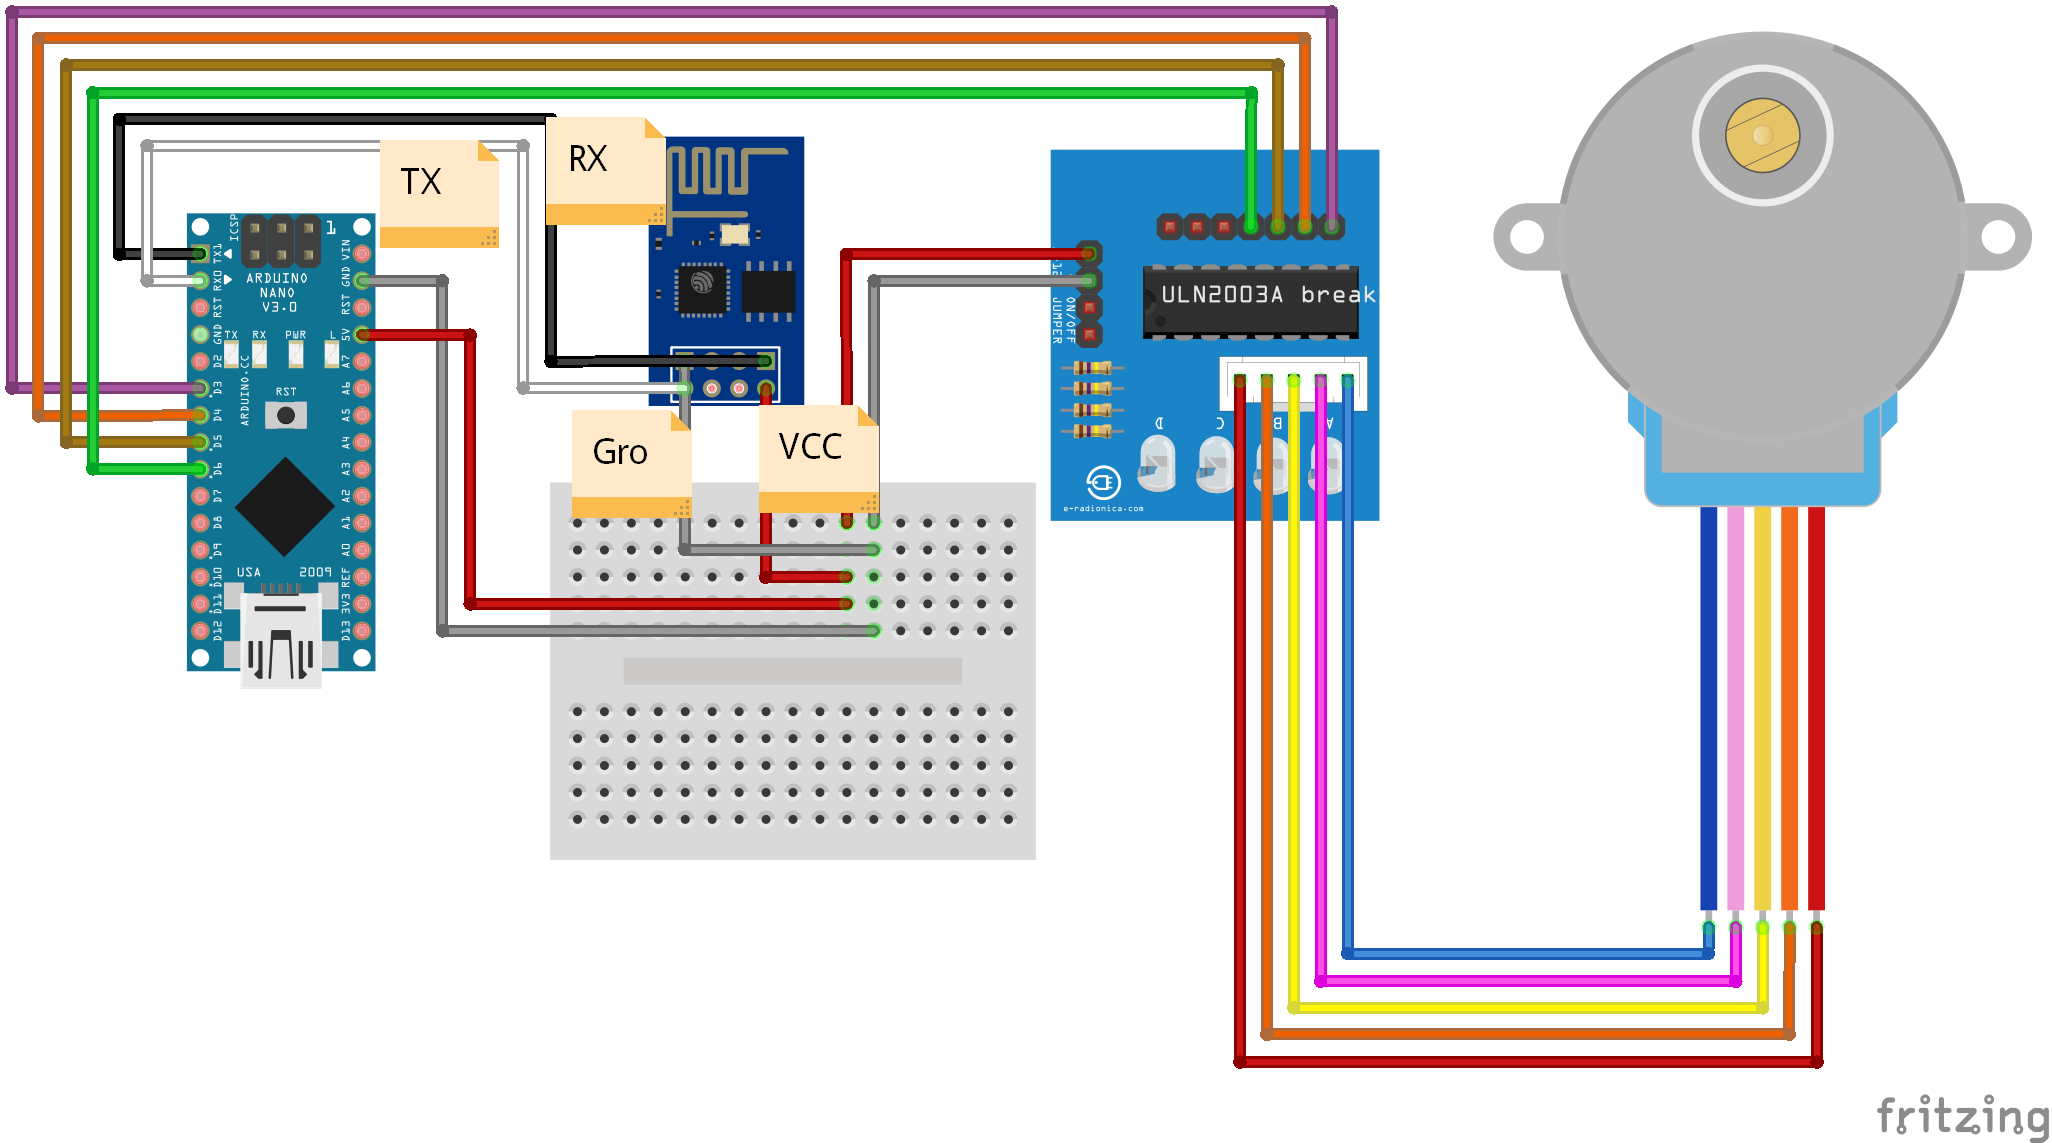 TX
RX
Gro
VCC
ICSP
1
ARDUINO
NANO
V3.0
TX1
RX0
RST
GND
D2
D3
D4
D5
D6
D7
D8
D9
D10
D11
D12
VIN
GND
RST
5V
A7
A6
A5
A4
A3
A2
A1
A0
REF
3V3
D13
TX RX PWR L
ARDUINO.CC
RST
USA 2009
ULN2003A break
ON/OFF
JUMPER
D C B A
e-radionica.com
fritzing